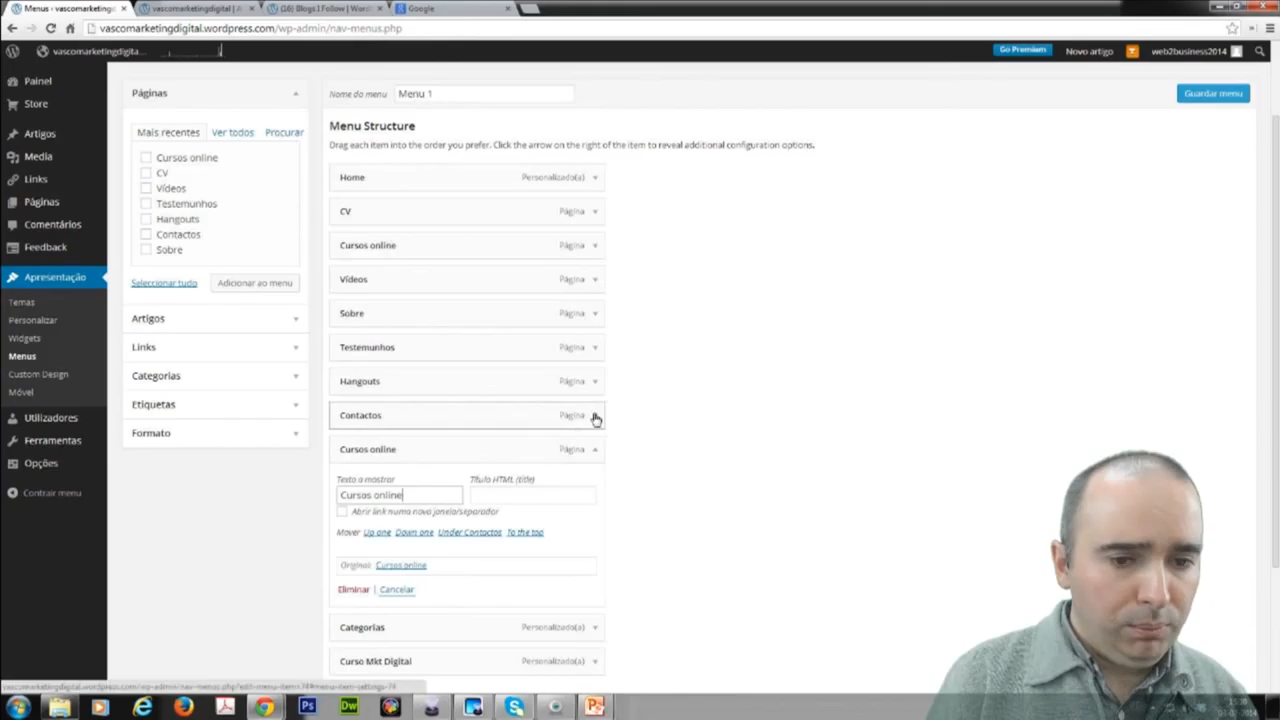 Menus ‹ vascomarketingdigital
vascomarketingdigital | A
(16) Blogs I Follow | Word
Google
vascomarketingdigital.wordpress.com/wp-admin/nav-menus.php
vascomarketingdigita...
Go Premium
Novo artigo
web2business2014
Painel
Store
Artigos
Media
Links
Páginas
Comentários
Feedback
Apresentação
Temas
Personalizar
Widgets
Menus
Custom Design
Móvel
Utilizadores
Ferramentas
Opções
Contrair menu
Páginas
Mais recentes
Ver todos
Procurar
Cursos online
CV
Vídeos
Testemunhos
Hangouts
Contactos
Sobre
Seleccionar tudo
Adicionar ao menu
Artigos
Links
Categorias
Etiquetas
Formato
Nome do menu
Menu 1
Guardar menu
Menu Structure
Drag each item into the order you prefer. Click the arrow on the right of the item to reveal additional configuration options.
Home Personalizado(a)
CV Página
Cursos online Página
Vídeos Página
Sobre Página
Testemunhos Página
Hangouts Página
Contactos Página
Cursos online Página
Texto a mostrar Título HTML (title)
Cursos online
Abrir link numa nova janela/separador
Mover Up one Down one Under Contactos To the top
Original: Cursos online
Eliminar | Cancelar
Categorias Personalizado(a)
Curso Mkt Digital Personalizado(a)
Ps
Dw
15:38